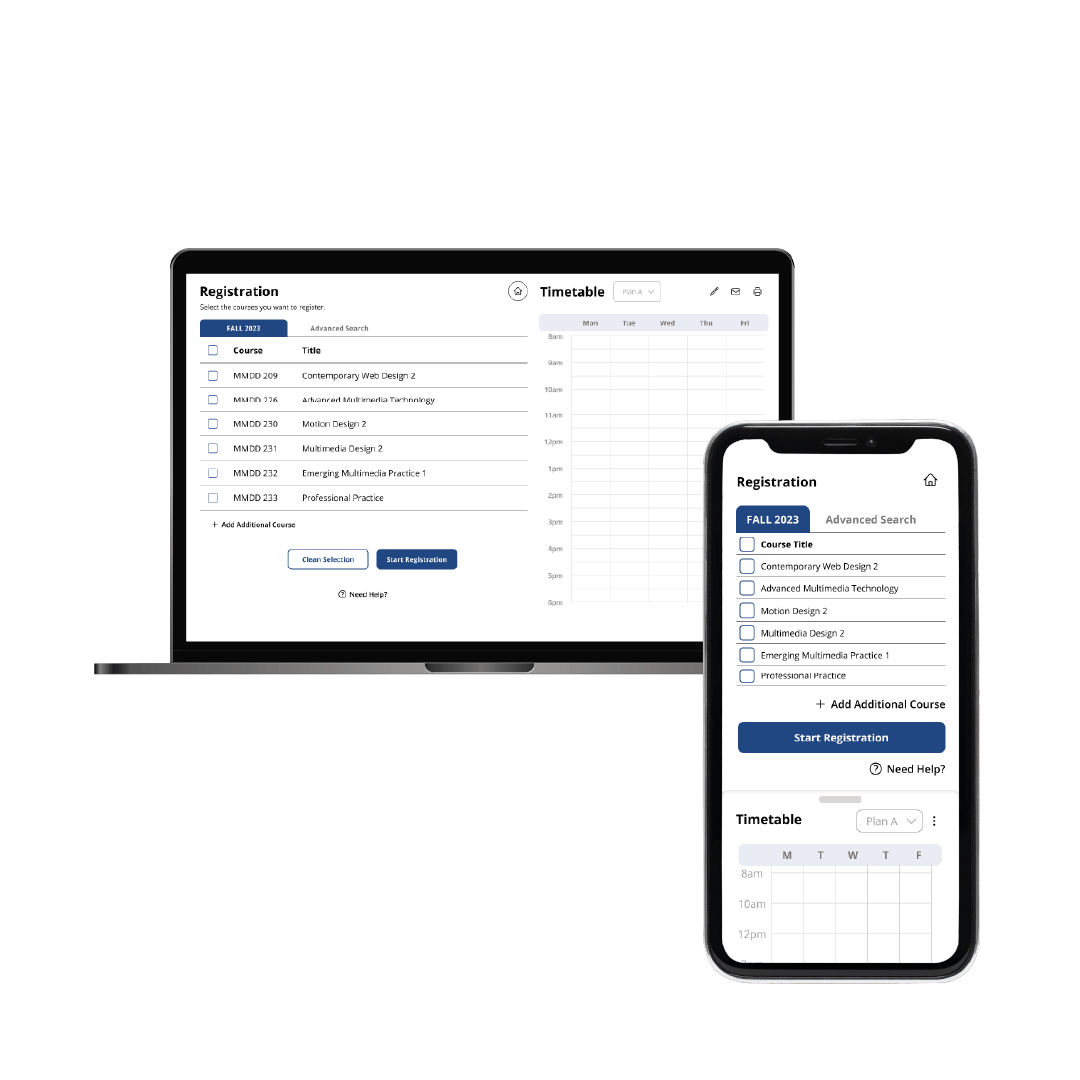 Registration
Select the courses you want to register.
FALL 2023 Advanced Search
Course Title
MMDD 209 Contemporary Web Design 2
MMDD 226 Advanced Multimedia Technology
MMDD 230 Motion Design 2
MMDD 231 Multimedia Design 2
MMDD 232 Emerging Multimedia Practice 1
MMDD 233 Professional Practice
+ Add Additional Course
Clean Selection Start Registration
? Need Help?
Timetable Plan A
Mon Tue Wed Thu Fri
8am
9am
10am
11am
12pm
1pm
2pm
3pm
4pm
5pm
6pm
Registration
FALL 2023 Advanced Search
Course Title
Contemporary Web Design 2
Advanced Multimedia Technology
Motion Design 2
Multimedia Design 2
Emerging Multimedia Practice 1
Professional Practice
+ Add Additional Course
Start Registration
? Need Help?
Timetable Plan A
M T W T F
8am
10am
12pm